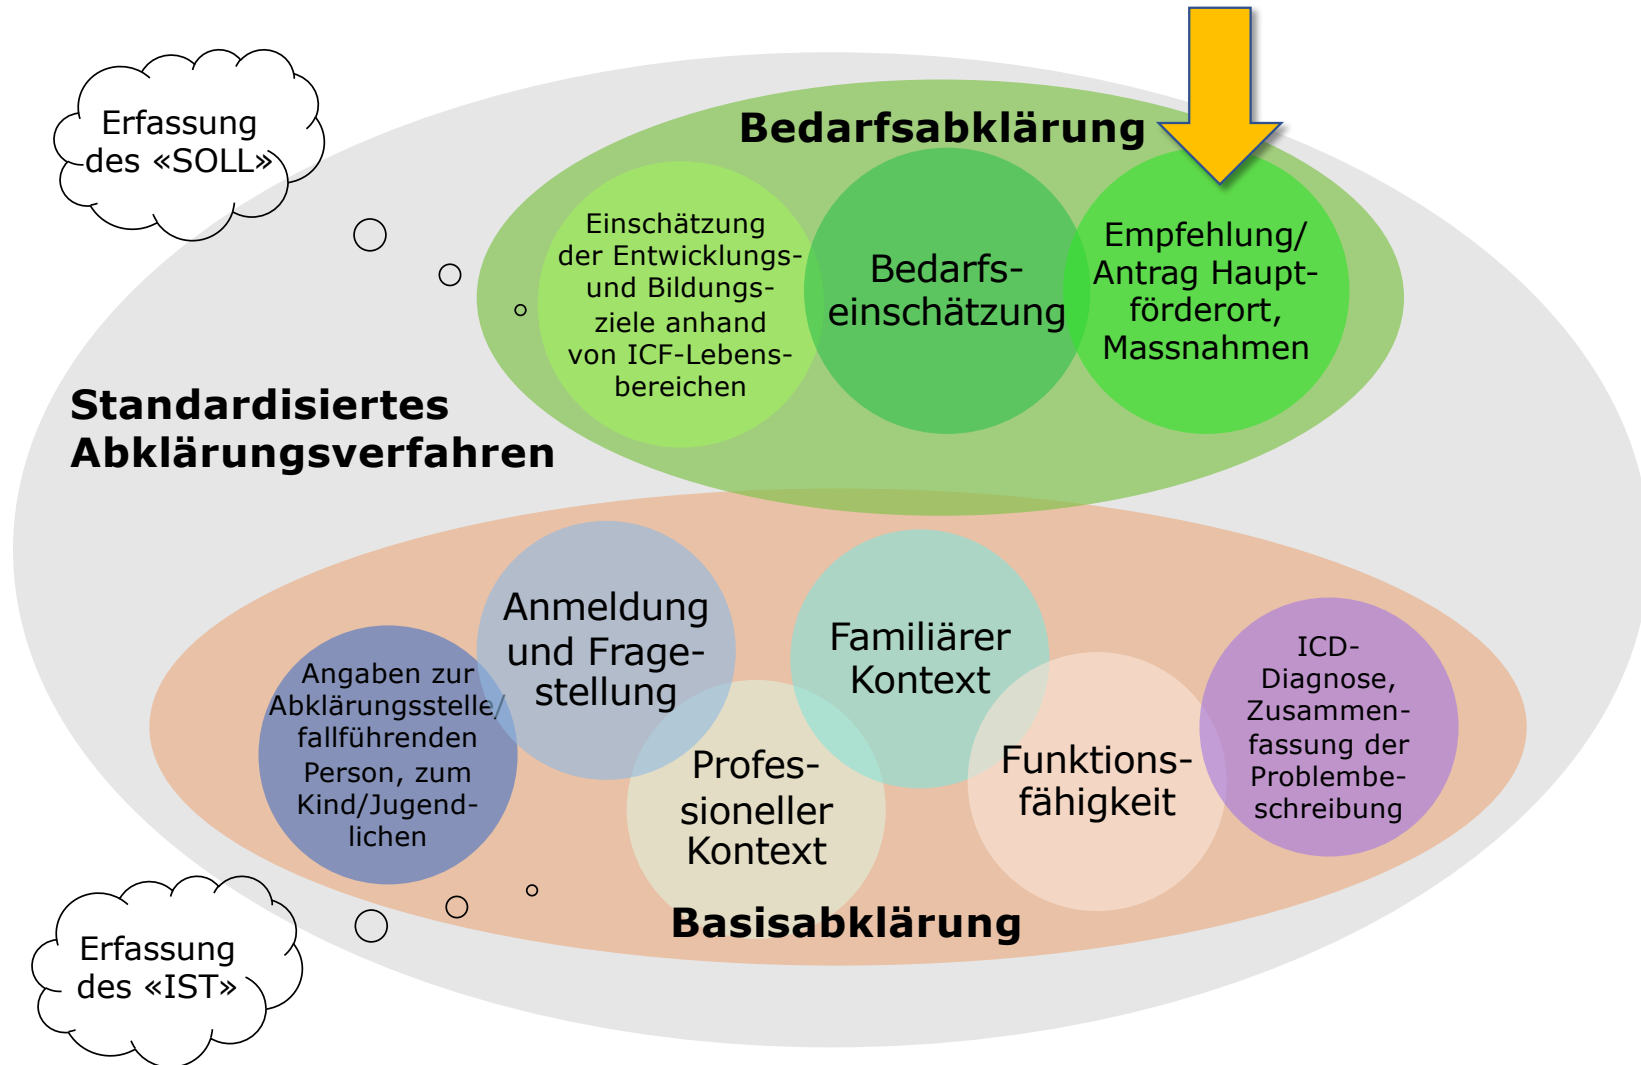 Erfassung
des «SOLL»
Bedarfsabklärung
Einschätzung
der Entwicklungs-
und Bildungs-
ziele anhand
von ICF-Lebens-
bereichen
Bedarfs-
einschätzung
Empfehlung/
Antrag Haupt-
förderort,
Massnahmen
Standardisiertes
Abklärungsverfahren
Angaben zur
Abklärungsstelle/
fallführenden
Person, zum
Kind/Jugend-
lichen
Anmeldung
und Frage-
stellung
Profes-
sioneller
Kontext
Familiärer
Kontext
Funktions-
fähigkeit
ICD-
Diagnose,
Zusammen-
fassung der
Problembe-
schreibung
Basisabklärung
Erfassung
des «IST»